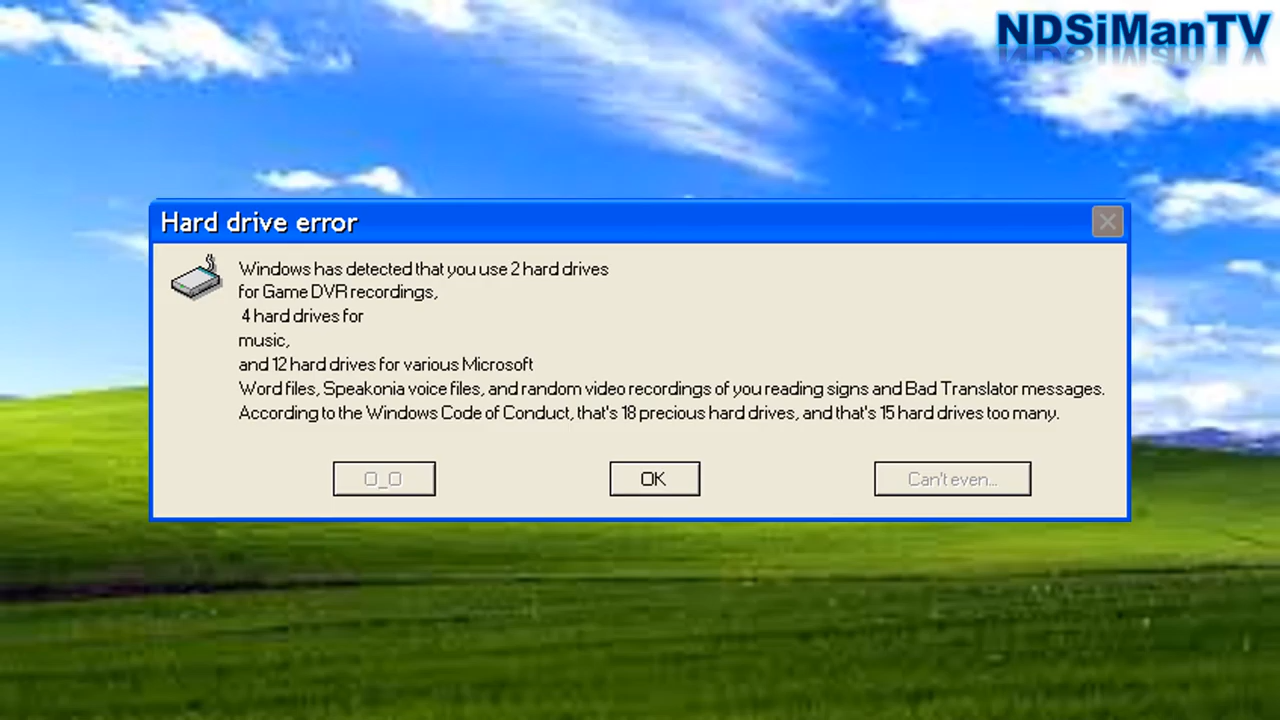 NDSiManTV
Hard drive error
Windows has detected that you use 2 hard drives
for Game DVR recordings,
4 hard drives for
music,
and 12 hard drives for various Microsoft
Word files, Speakonia voice files, and random video recordings of you reading signs and Bad Translator messages.
According to the Windows Code of Conduct, that's 18 precious hard drives, and that's 15 hard drives too many.
O_O
OK
Can't even...